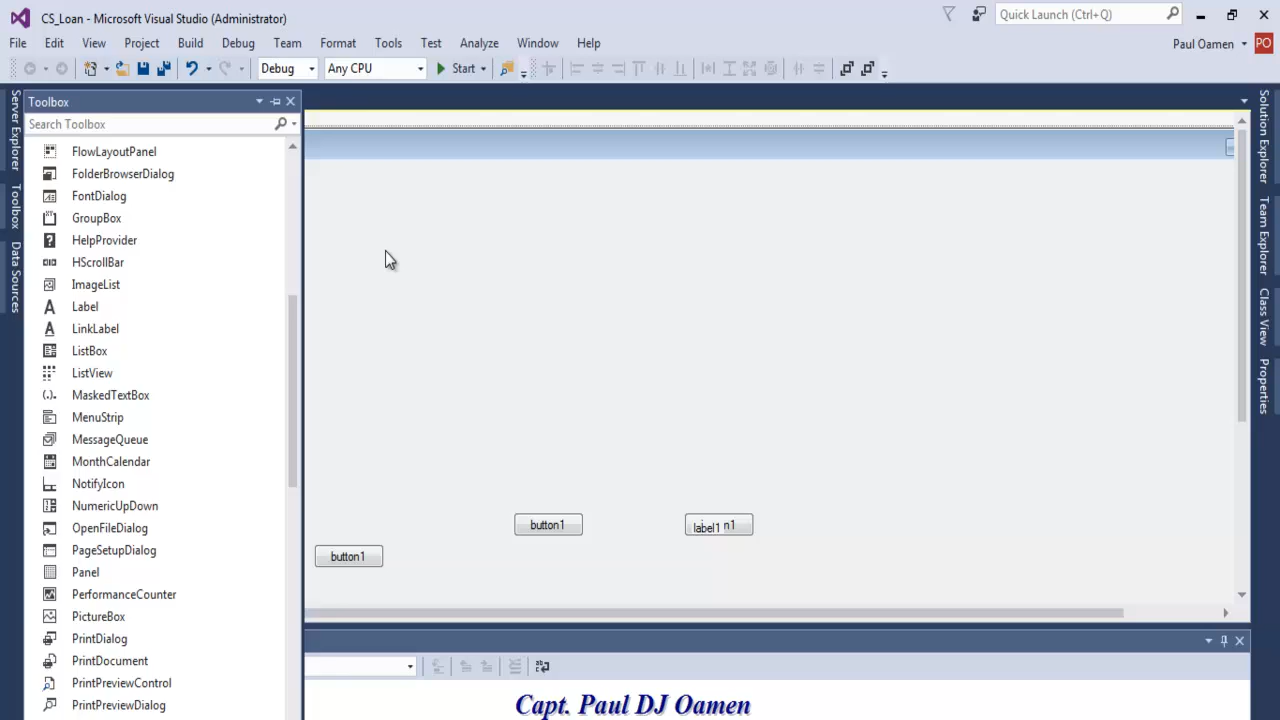 CS_Loan - Microsoft Visual Studio (Administrator)
Quick Launch (Ctrl+Q)
File Edit View Project Build Debug Team Format Tools Test Analyze Window Help
Paul Oamen
PO
Debug
Any CPU
Start
Server Explorer
Toolbox
Data Sources
Toolbox
Search Toolbox
FlowLayoutPanel
FolderBrowserDialog
FontDialog
GroupBox
HelpProvider
HScrollBar
ImageList
Label
LinkLabel
ListBox
ListView
MaskedTextBox
MenuStrip
MessageQueue
MonthCalendar
NotifyIcon
NumericUpDown
OpenFileDialog
PageSetupDialog
Panel
PerformanceCounter
PictureBox
PrintDialog
PrintDocument
PrintPreviewControl
PrintPreviewDialog
button1
label1 n1
button1
Solution Explorer
Team Explorer
Class View
Properties
Capt. Paul DJ Oamen